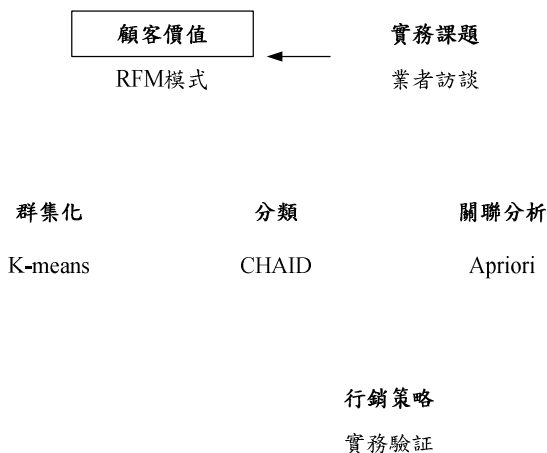 顧客價值 實務課題
RFM模式 業者訪談
群集化 分類 關聯分析
K-means CHAID Apriori
行銷策略
實務驗証